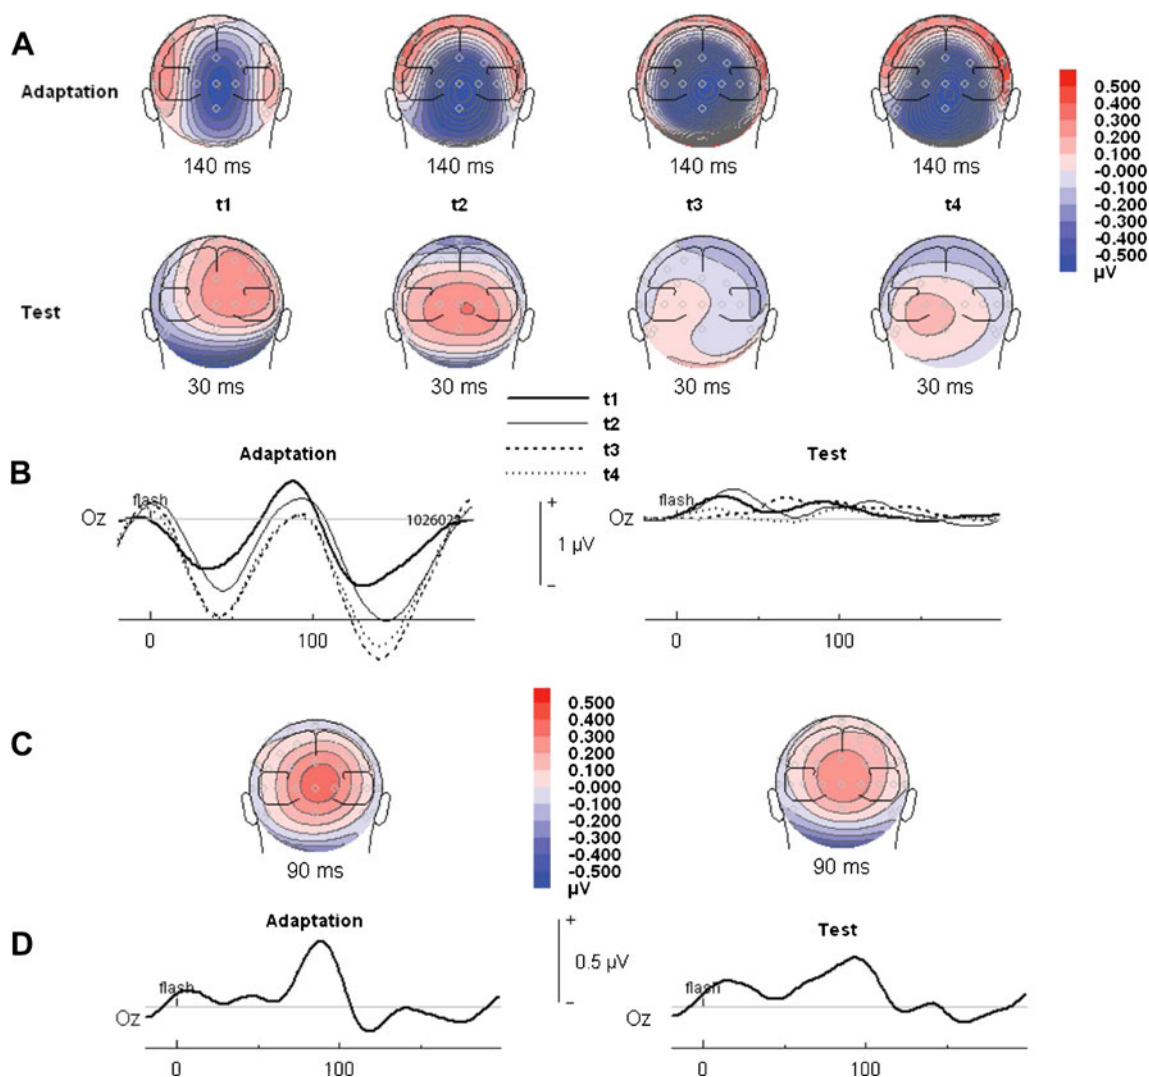 A
Adaptation
140 ms
140 ms
140 ms
140 ms
0.500
0.400
0.300
0.200
0.100
-0.000
-0.100
-0.200
-0.300
-0.400
-0.500
µV
t1
t2
t3
t4
Test
30 ms
30 ms
30 ms
30 ms
t1
t2
t3
t4
B
Adaptation
Test
flash
Oz
+
1 µV
–
flash
Oz
0
100
0
100
C
90 ms
0.500
0.400
0.300
0.200
0.100
-0.000
-0.100
-0.200
-0.300
-0.400
-0.500
µV
90 ms
D
Adaptation
Test
flash
Oz
+
0.5 µV
–
flash
Oz
0
100
0
100